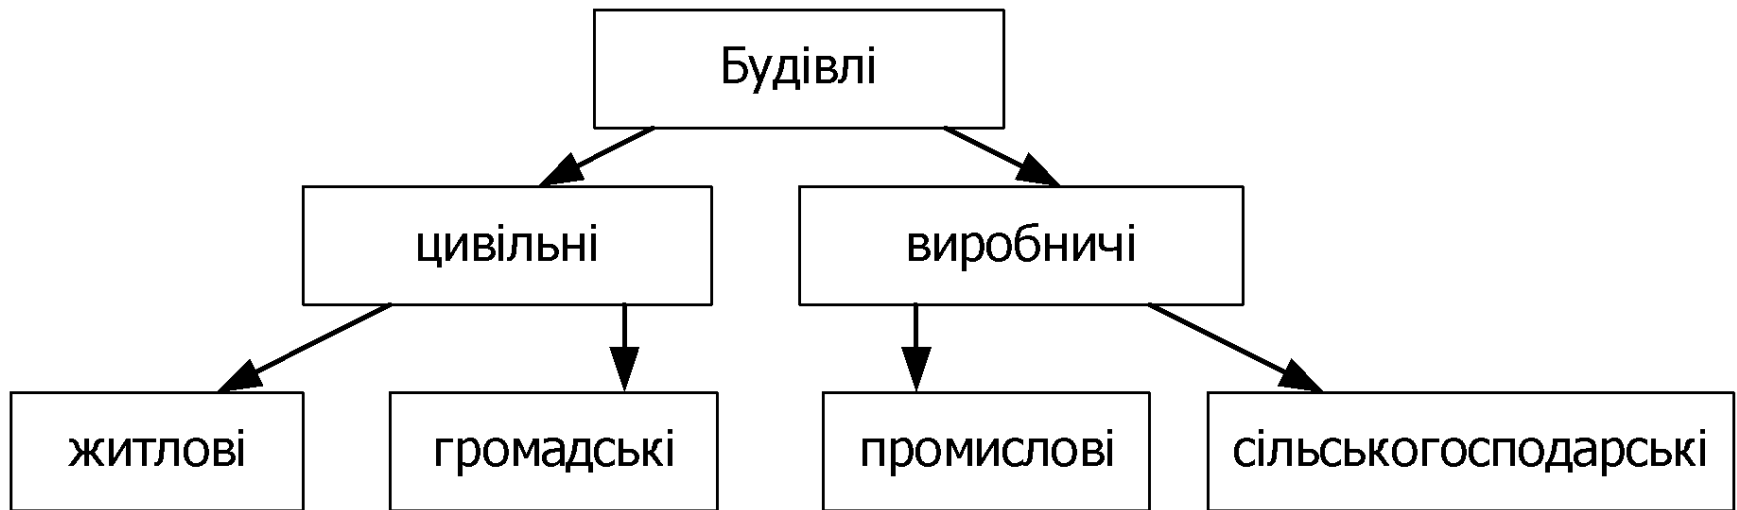 Будівлі
цивільні
виробничі
житлові
громадські
промислові
сільськогосподарські